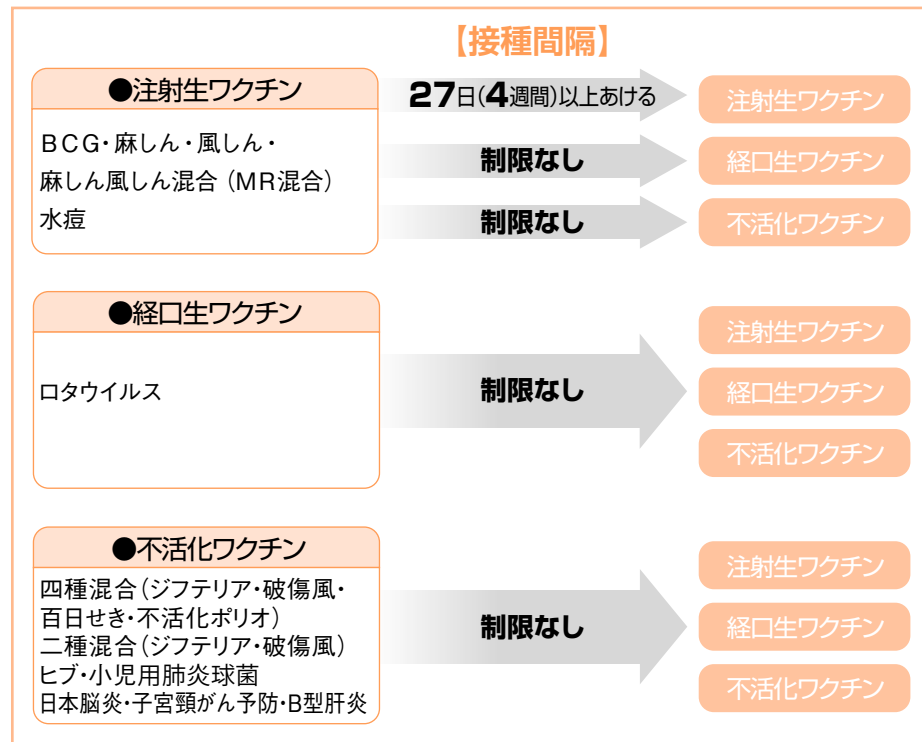 【接種間隔】
●注射生ワクチン
BCG・麻しん・風しん・
麻しん風しん混合（MR混合）
水痘
27日(4週間)以上あける
注射生ワクチン
制限なし
経口生ワクチン
制限なし
不活化ワクチン
●経口生ワクチン
ロタウイルス
制限なし
注射生ワクチン
経口生ワクチン
不活化ワクチン
●不活化ワクチン
四種混合（ジフテリア・破傷風・
百日せき・不活化ポリオ）
二種混合（ジフテリア・破傷風）
ヒブ・小児用肺炎球菌
日本脳炎・子宮頸がん予防・B型肝炎
制限なし
注射生ワクチン
経口生ワクチン
不活化ワクチン